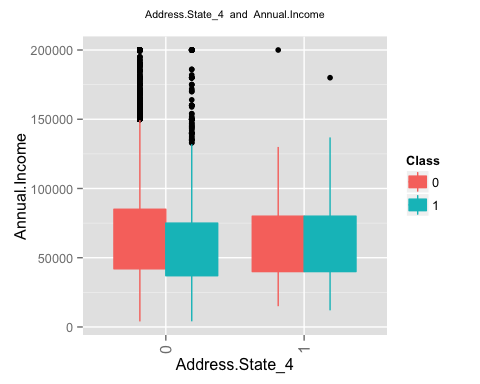 Address.State_4 and Annual.Income
200000
150000
100000
50000
0
Annual.Income
0
1
Address.State_4
Class
0
1